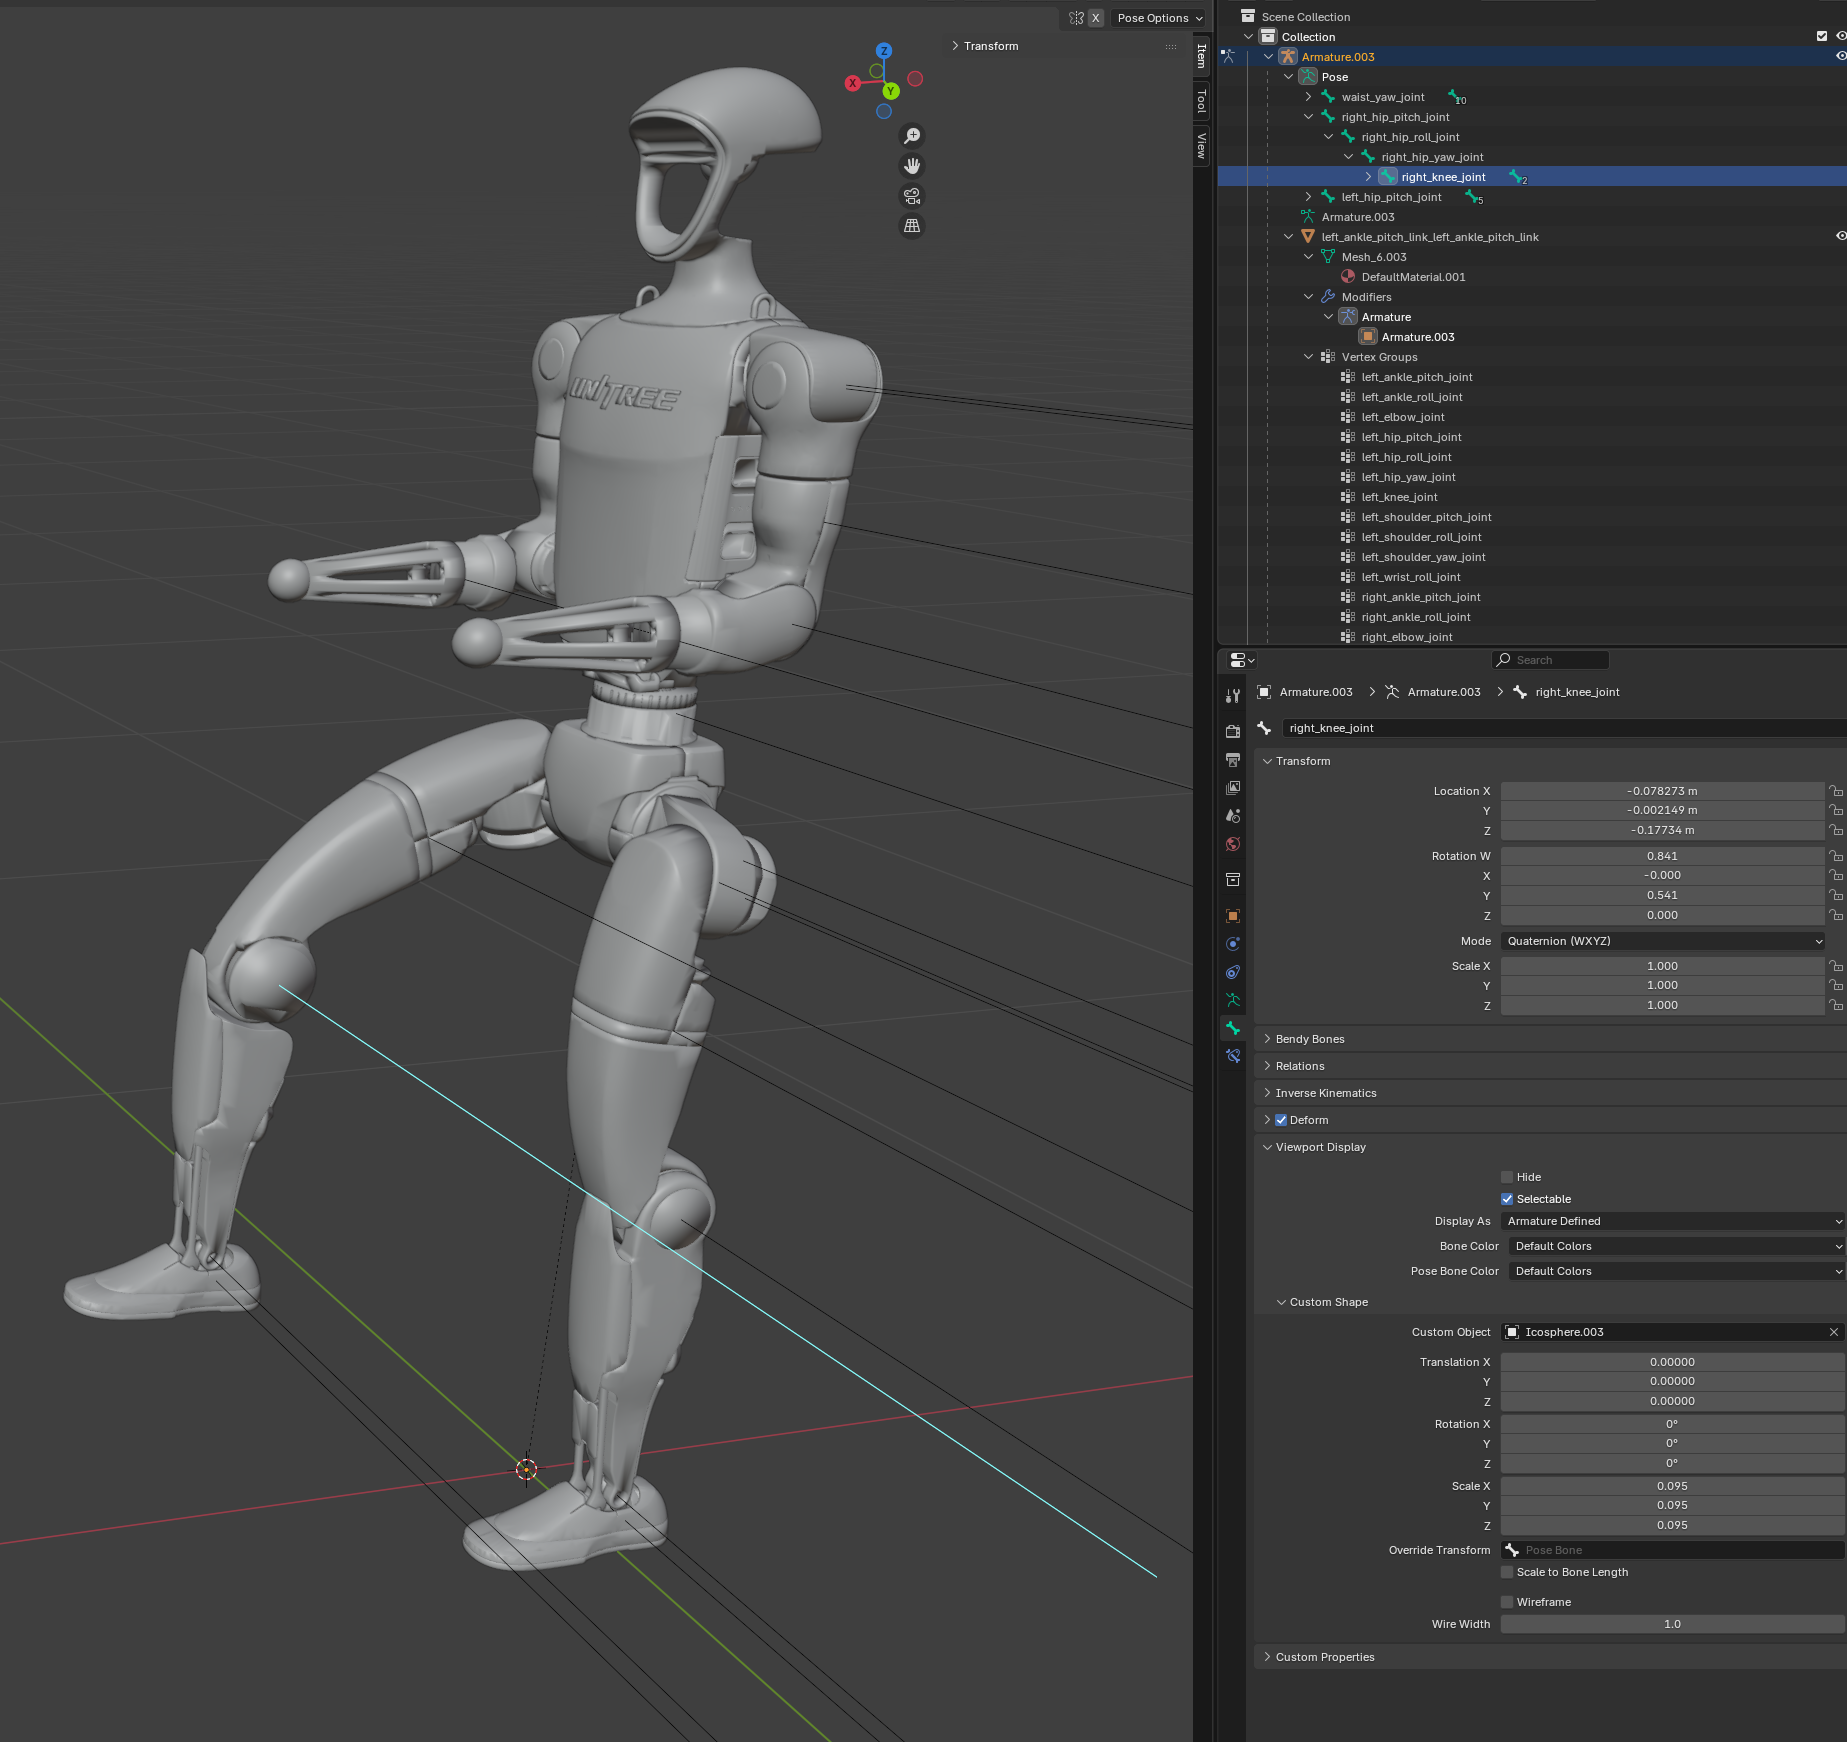 X Pose Options
Transform
Z
X
Y
Item
Tool
View
UNITREE
Scene Collection
Collection
Armature.003
Pose
waist_yaw_joint 10
right_hip_pitch_joint
right_hip_roll_joint
right_hip_yaw_joint
right_knee_joint 2
left_hip_pitch_joint 5
Armature.003
left_ankle_pitch_link_left_ankle_pitch_link
Mesh_6.003
DefaultMaterial.001
Modifiers
Armature
Armature.003
Vertex Groups
left_ankle_pitch_joint
left_ankle_roll_joint
left_elbow_joint
left_hip_pitch_joint
left_hip_roll_joint
left_hip_yaw_joint
left_knee_joint
left_shoulder_pitch_joint
left_shoulder_roll_joint
left_shoulder_yaw_joint
left_wrist_roll_joint
right_ankle_pitch_joint
right_ankle_roll_joint
right_elbow_joint
Search
Armature.003 > Armature.003 > right_knee_joint
right_knee_joint
Transform
Location X -0.078273 m
Y -0.002149 m
Z -0.17734 m
Rotation W 0.841
X -0.000
Y 0.541
Z 0.000
Mode Quaternion (WXYZ)
Scale X 1.000
Y 1.000
Z 1.000
Bendy Bones
Relations
Inverse Kinematics
Deform
Viewport Display
Hide
Selectable
Display As Armature Defined
Bone Color Default Colors
Pose Bone Color Default Colors
Custom Shape
Custom Object Icosphere.003
Translation X 0.00000
Y 0.00000
Z 0.00000
Rotation X 0°
Y 0°
Z 0°
Scale X 0.095
Y 0.095
Z 0.095
Override Transform Pose Bone
Scale to Bone Length
Wireframe
Wire Width 1.0
Custom Properties